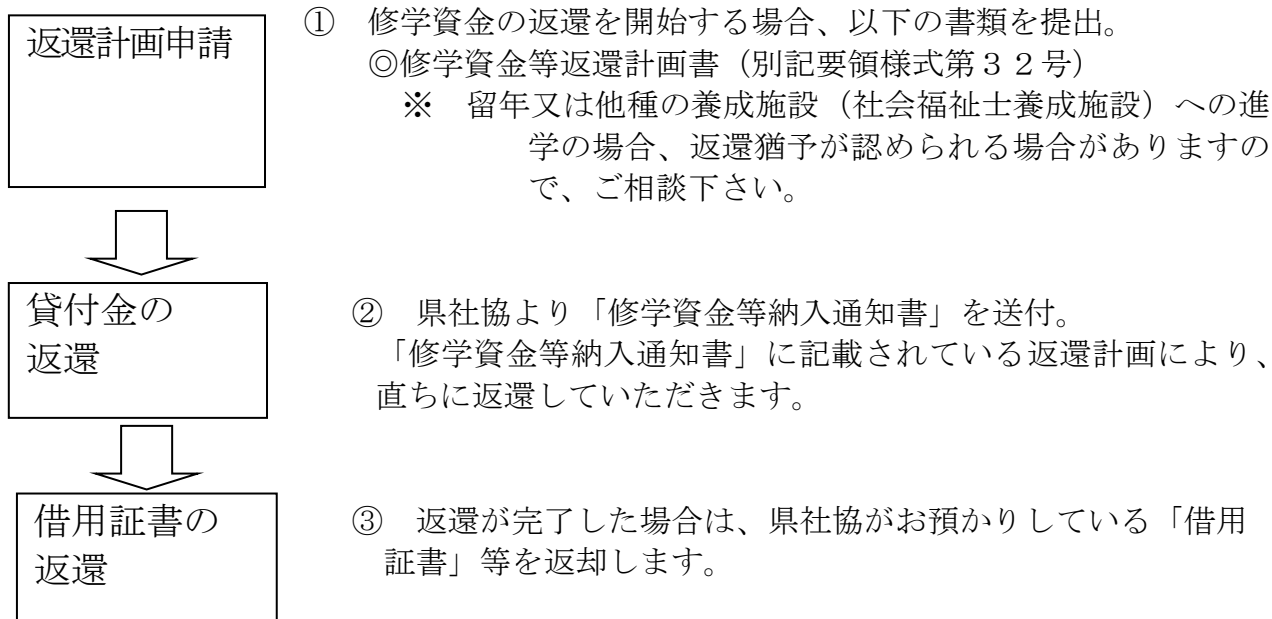 返還計画申請
① 修学資金の返還を開始する場合、以下の書類を提出。
◎修学資金等返還計画書（別記要領様式第３２号）
※ 留年又は他種の養成施設（社会福祉士養成施設）への進
学の場合、返還猶予が認められる場合がありますの
で、ご相談下さい。
貸付金の
返還
② 県社協より「修学資金等納入通知書」を送付。
「修学資金等納入通知書」に記載されている返還計画により、
直ちに返還していただきます。
借用証書の
返還
③ 返還が完了した場合は、県社協がお預かりしている「借用
証書」等を返却します。